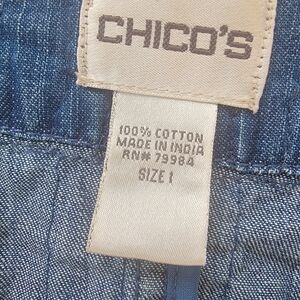 CHICO'S
100% COTTON
MADE IN INDIA
RN# 79984
SIZE 1